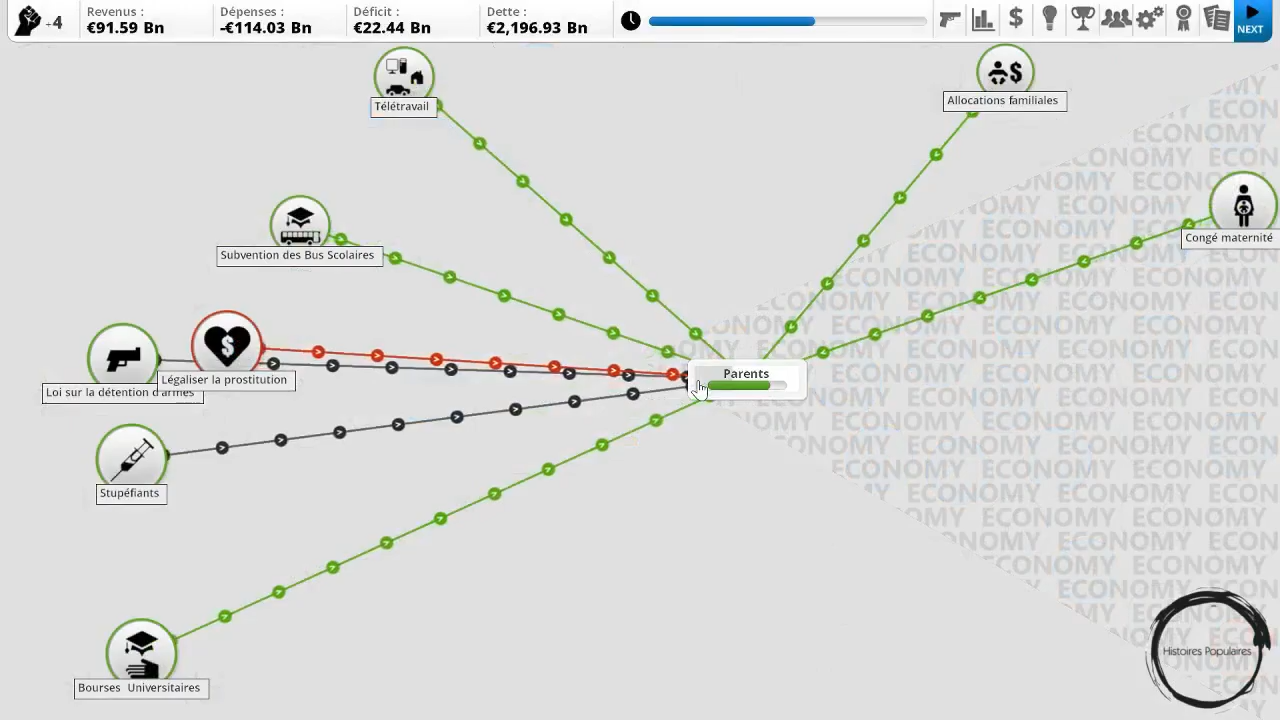 +4
Revenus :
€91.59 Bn
Dépenses :
-€114.03 Bn
Déficit :
€22.44 Bn
Dette :
€2,196.93 Bn
NEXT
Télétravail
Allocations familiales
Subvention des Bus Scolaires
Congé maternité
Légaliser la prostitution
Loi sur la détention d'armes
Parents
Stupéfiants
Bourses Universitaires
ECONOMY
Histoires Populaires